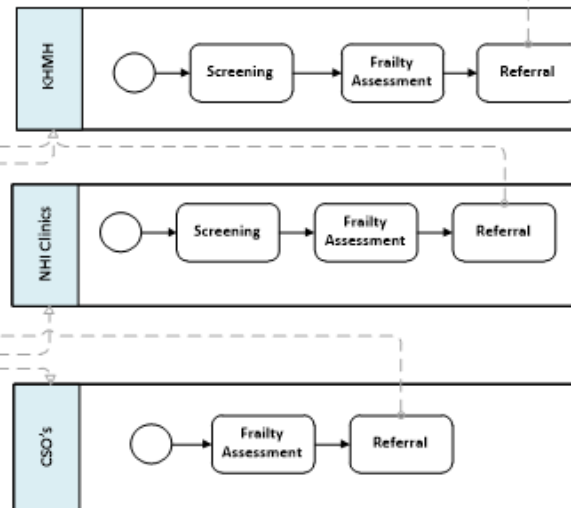 KHMH
Screening
Frailty
Assessment
Referral
NHI Clinics
Screening
Frailty
Assessment
Referral
CSO's
Frailty
Assessment
Referral